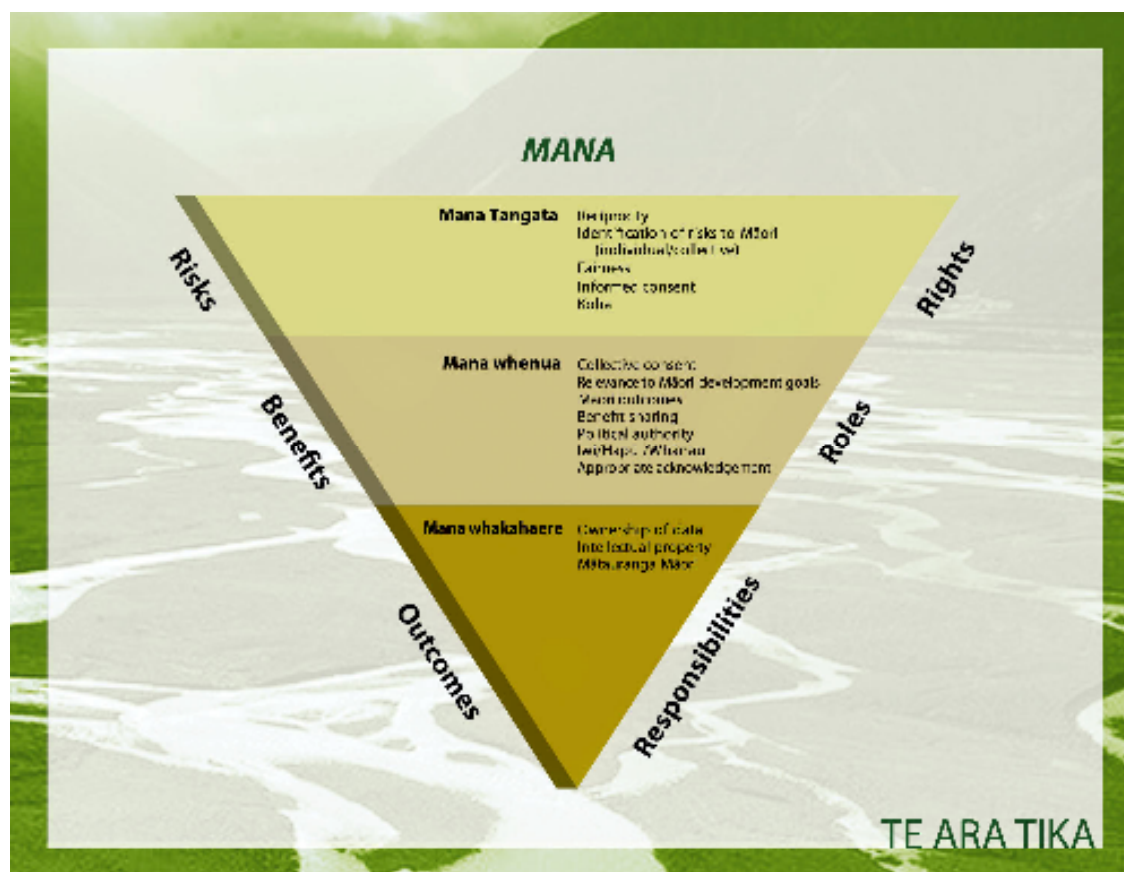 MANA
Mana Tangata
Reciprocity
Identification of risks to Māori
(individual/collective)
Fairness
Informed consent
Koha
Mana whenua
Collective consent
Relevance to Māori development goals
Māori outcomes
Benefit sharing
Political authority
Iwi/Hapū/Whānau
Appropriate acknowledgement
Mana whakahaere
Ownership of data
Intellectual property
Mātauranga Māori
Risks
Benefits
Outcomes
Rights
Roles
Responsibilities
TE ARA TIKA